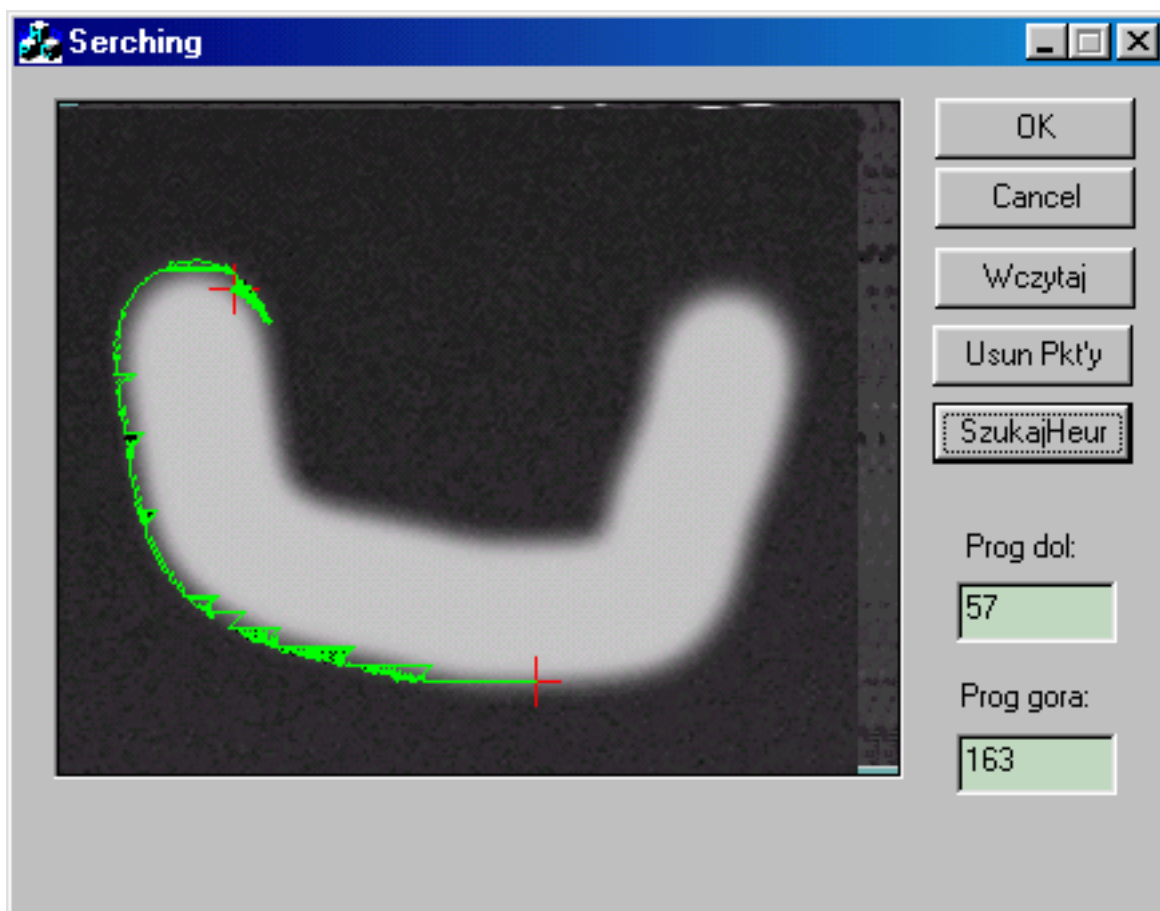 Serching
OK
Cancel
Wczytaj
Usun Pkt'y
SzukajHeur
Prog dol:
57
Prog gora:
163